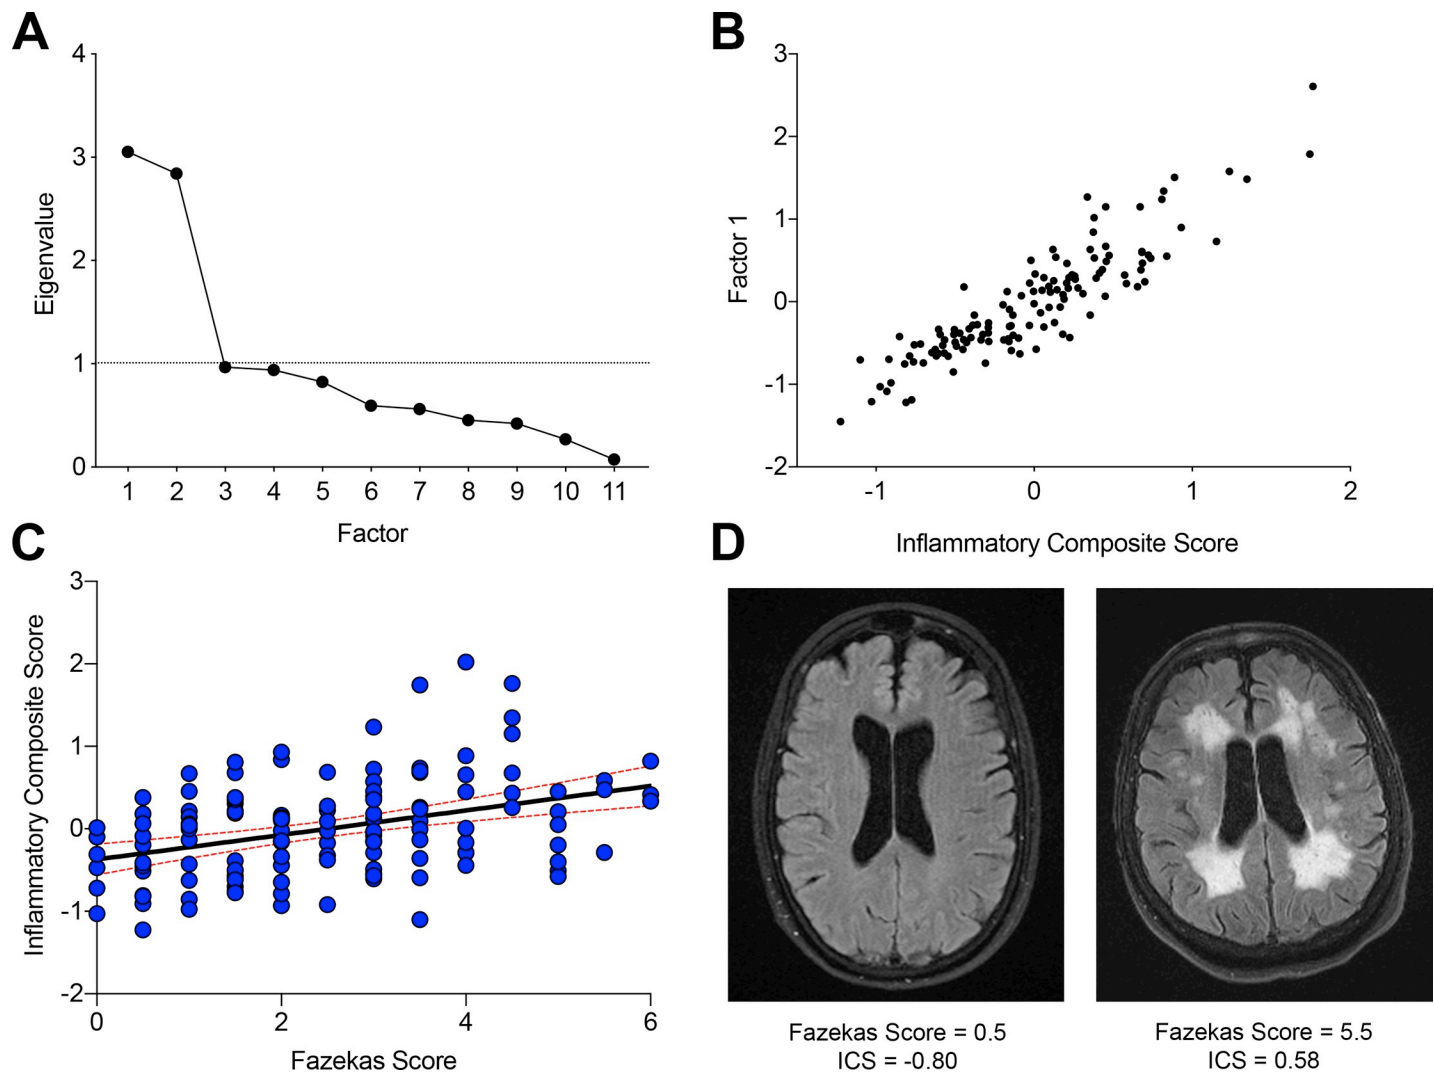 A
4
3
2
1
0
Eigenvalue
1 2 3 4 5 6 7 8 9 10 11
Factor
B
3
2
1
0
-1
-2
Factor 1
-1 0 1 2
Inflammatory Composite Score
C
3
2
1
0
-1
-2
Inflammatory Composite Score
0 2 4 6
Fazekas Score
D
Fazekas Score = 0.5
ICS = -0.80
Fazekas Score = 5.5
ICS = 0.58